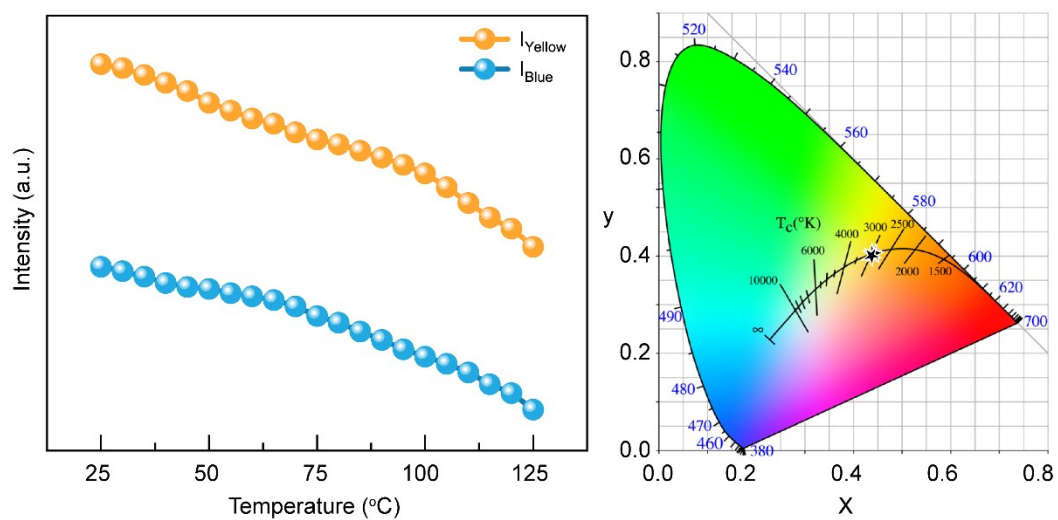 I_Yellow
I_Blue
Intensity (a.u.)
25 50 75 100 125
Temperature (°C)
520
540
560
580
600
620
700
490
480
470
460
380
0.8
0.6
0.4
0.2
0.0
y
T_c(°K)
∞
10000
6000
4000
3000
2500
2000
1500
0.0 0.2 0.4 0.6 0.8
X